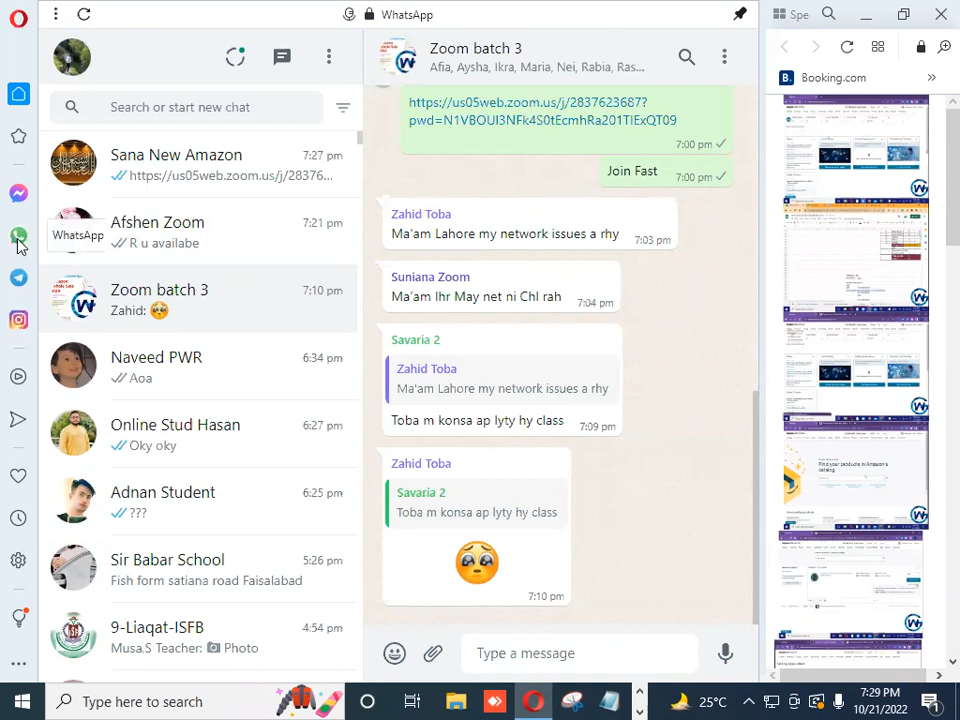 WhatsApp
Spe
Booking.com
»
Zoom batch 3
Afia, Aysha, Ikra, Maria, Nei, Rabia, Ras...
Search or start new chat
Sana New Amazon
7:27 pm
https://us05web.zoom.us/j/28376...
Afshen Zoom
7:21 pm
R u availabe
WhatsApp
Zoom batch 3
7:10 pm
Zahid: 🥺
Naveed PWR
6:34 pm
Aoa
Online Stud Hasan
6:27 pm
Oky oky
Adnan Student
6:25 pm
???
Sir Babar School
5:26 pm
Fish form satiana road Faisalabad
9-Liaqat-ISFB
4:54 pm
Musa.S Teacher: Photo
https://us05web.zoom.us/j/2837623687?
pwd=N1VBOUl3NFk4S0tEcmhRa201TlExQT09
7:00 pm
Join Fast
7:00 pm
Zahid Toba
Ma'am Lahore my network issues a rhy
7:03 pm
Suniana Zoom
Ma'am Ihr May net ni Chl rah
7:04 pm
Savaria 2
Zahid Toba
Ma'am Lahore my network issues a rhy
Toba m konsa ap lyty hy class
7:09 pm
Zahid Toba
Savaria 2
Toba m konsa ap lyty hy class
🥺
7:10 pm
Type a message
Find your products in Amazon's
catalog
Type here to search
25°C
7:29 PM
10/21/2022
1